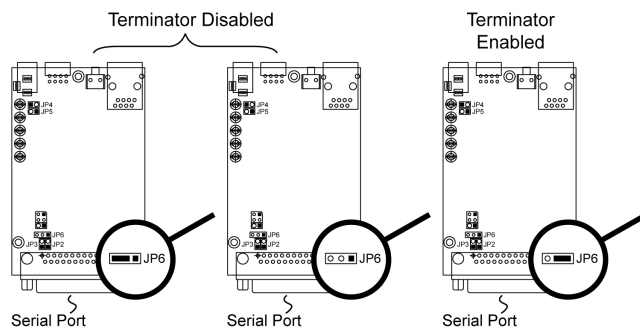 Terminator Disabled
Terminator
Enabled
JP4
JP5
JP6
JP3 JP2
JP6
Serial Port
JP4
JP5
JP6
JP3 JP2
JP6
Serial Port
JP4
JP5
JP6
JP3 JP2
JP6
Serial Port